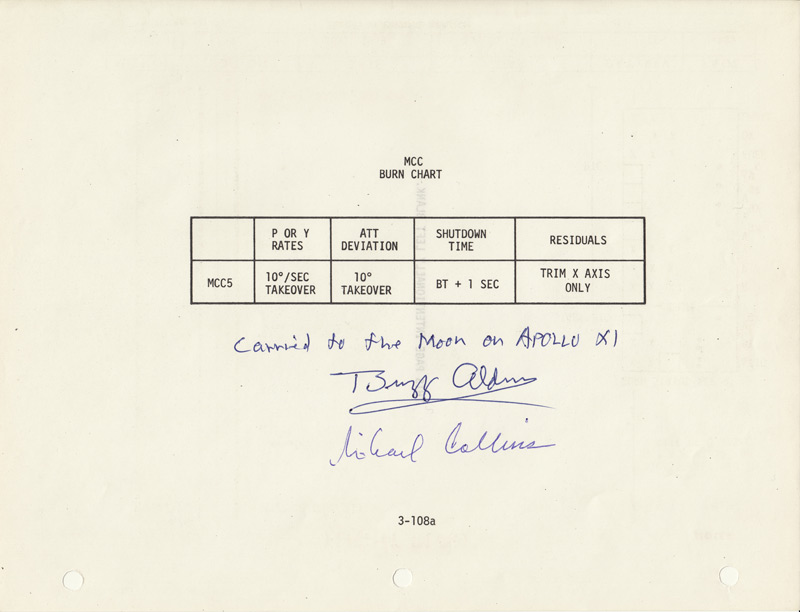 MCC
BURN CHART
P OR Y RATES ATT DEVIATION SHUTDOWN TIME RESIDUALS
MCC5 10°/SEC TAKEOVER 10° TAKEOVER BT + 1 SEC TRIM X AXIS ONLY
Carried to the Moon on APOLLO XI
Buzz Aldrin
Michael Collins
3-108a